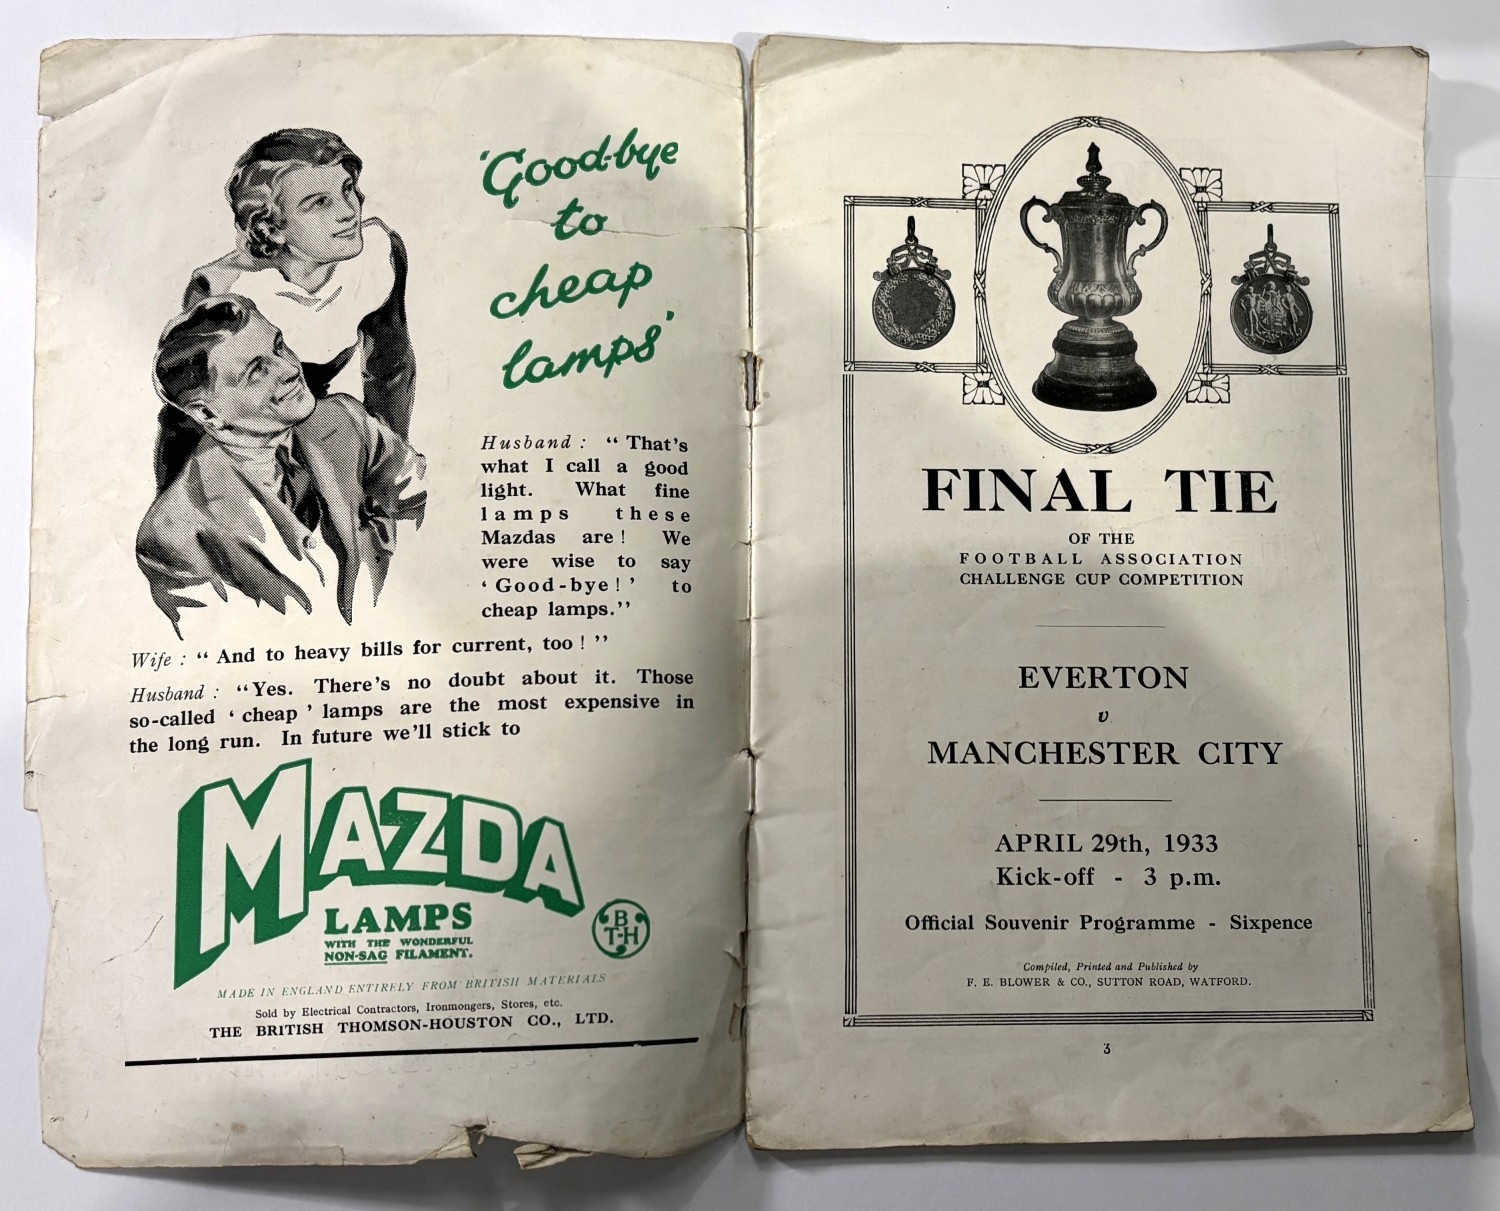 'Good-bye
to
cheap
lamps'
Husband : “ That's
what I call a good
light. What fine
lamps these
Mazdas are ! We
were wise to say
‘ Good-bye ! ’ to
cheap lamps.”
Wife : “ And to heavy bills for current, too ! ”
Husband : “Yes. There's no doubt about it. Those
so-called ‘ cheap ’ lamps are the most expensive in
the long run. In future we'll stick to
MAZDA
LAMPS
WITH THE WONDERFUL
NON-SAG FILAMENT.
B
T-H
MADE IN ENGLAND ENTIRELY FROM BRITISH MATERIALS
Sold by Electrical Contractors, Ironmongers, Stores, etc.
THE BRITISH THOMSON-HOUSTON CO., LTD.
FINAL TIE
OF THE
FOOTBALL ASSOCIATION
CHALLENGE CUP COMPETITION
EVERTON
v
MANCHESTER CITY
APRIL 29th, 1933
Kick-off - 3 p.m.
Official Souvenir Programme - Sixpence
Compiled, Printed and Published by
F. E. BLOWER & CO., SUTTON ROAD, WATFORD.
3